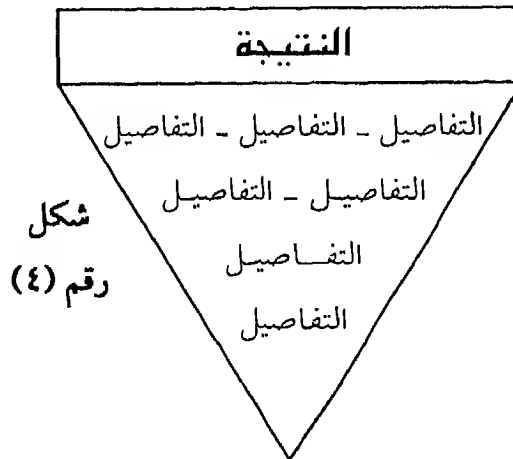 النتيجة
التفاصيل ـ التفاصيل ـ التفاصيل
التفاصيل ـ التفاصيل
التفاصيل
التفاصيل
شكل
رقم (٤)